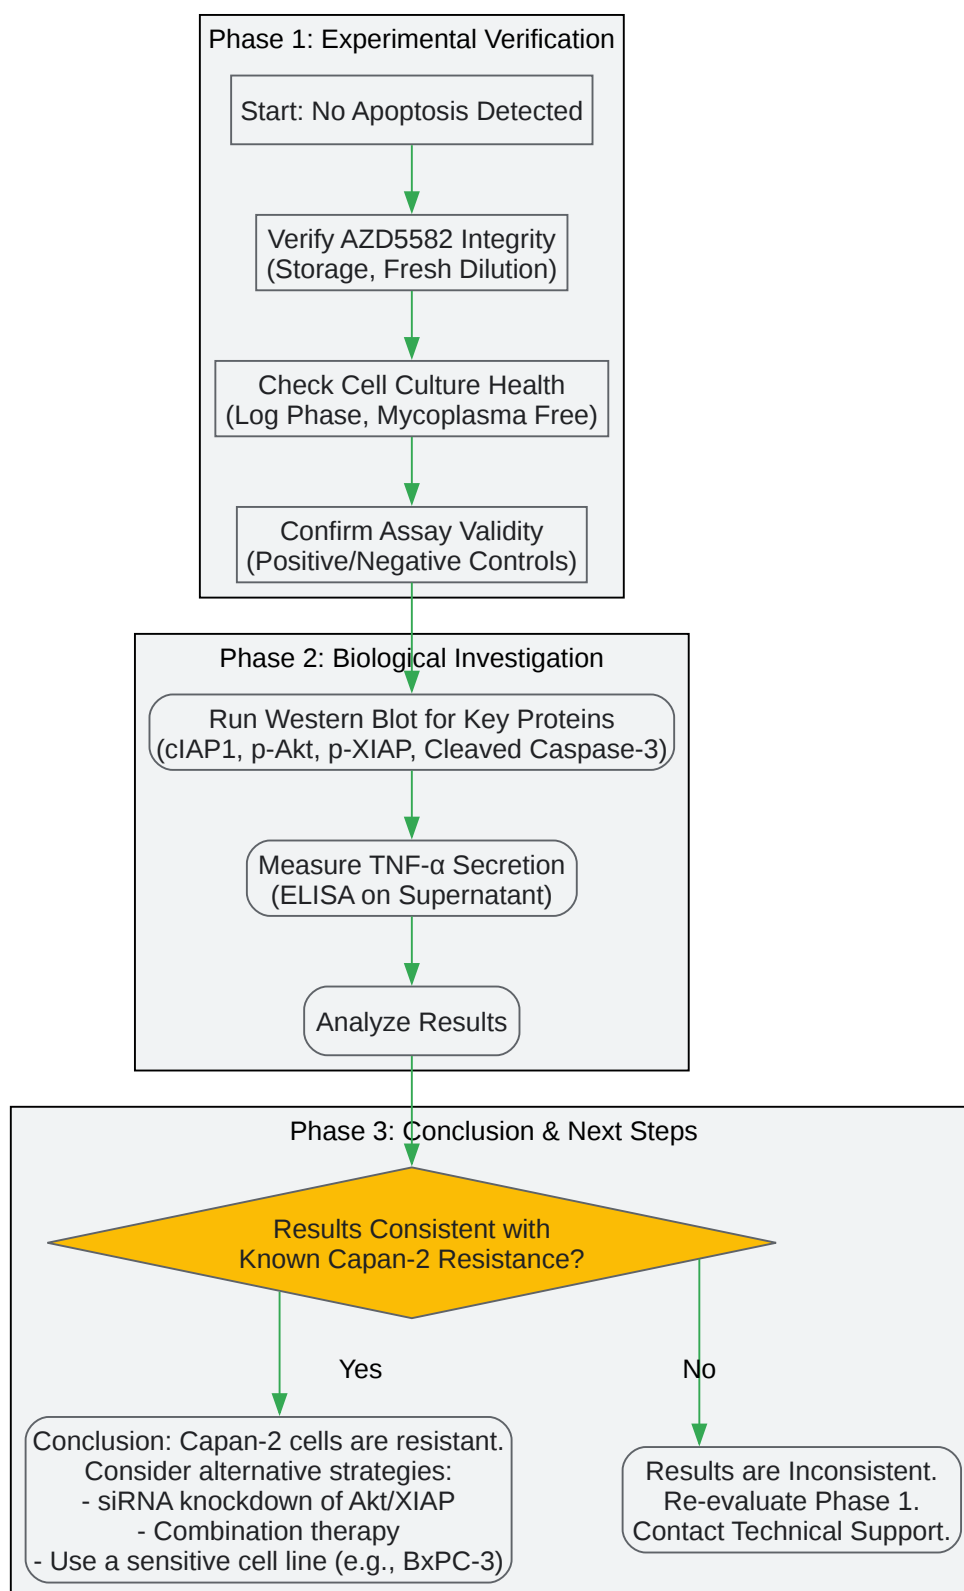 Phase 1: Experimental Verification
Start: No Apoptosis Detected
Verify AZD5582 Integrity
(Storage, Fresh Dilution)
Check Cell Culture Health
(Log Phase, Mycoplasma Free)
Confirm Assay Validity
(Positive/Negative Controls)
Phase 2: Biological Investigation
Run Western Blot for Key Proteins
(cIAP1, p-Akt, p-XIAP, Cleaved Caspase-3)
Measure TNF-α Secretion
(ELISA on Supernatant)
Analyze Results
Phase 3: Conclusion & Next Steps
Results Consistent with
Known Capan-2 Resistance?
Yes
No
Conclusion: Capan-2 cells are resistant.
Consider alternative strategies:
- siRNA knockdown of Akt/XIAP
- Combination therapy
- Use a sensitive cell line (e.g., BxPC-3)
Results are Inconsistent.
Re-evaluate Phase 1.
Contact Technical Support.